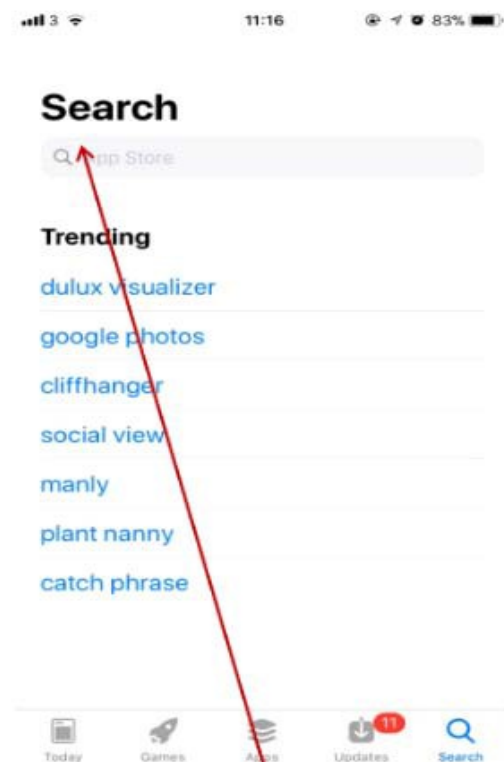 3 11:16 83%
Search
App Store
Trending
dulux visualizer
google photos
cliffhanger
social view
manly
plant nanny
catch phrase
11
Today Games Apps Updates Search